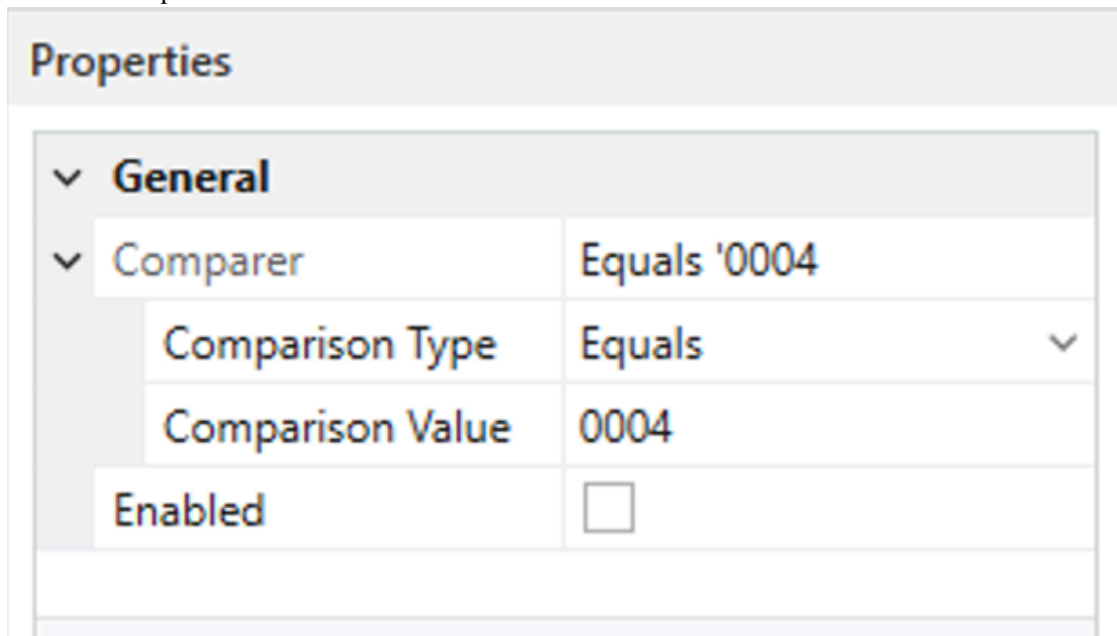 Properties
General
Comparer Equals '0004
Comparison Type Equals
Comparison Value 0004
Enabled